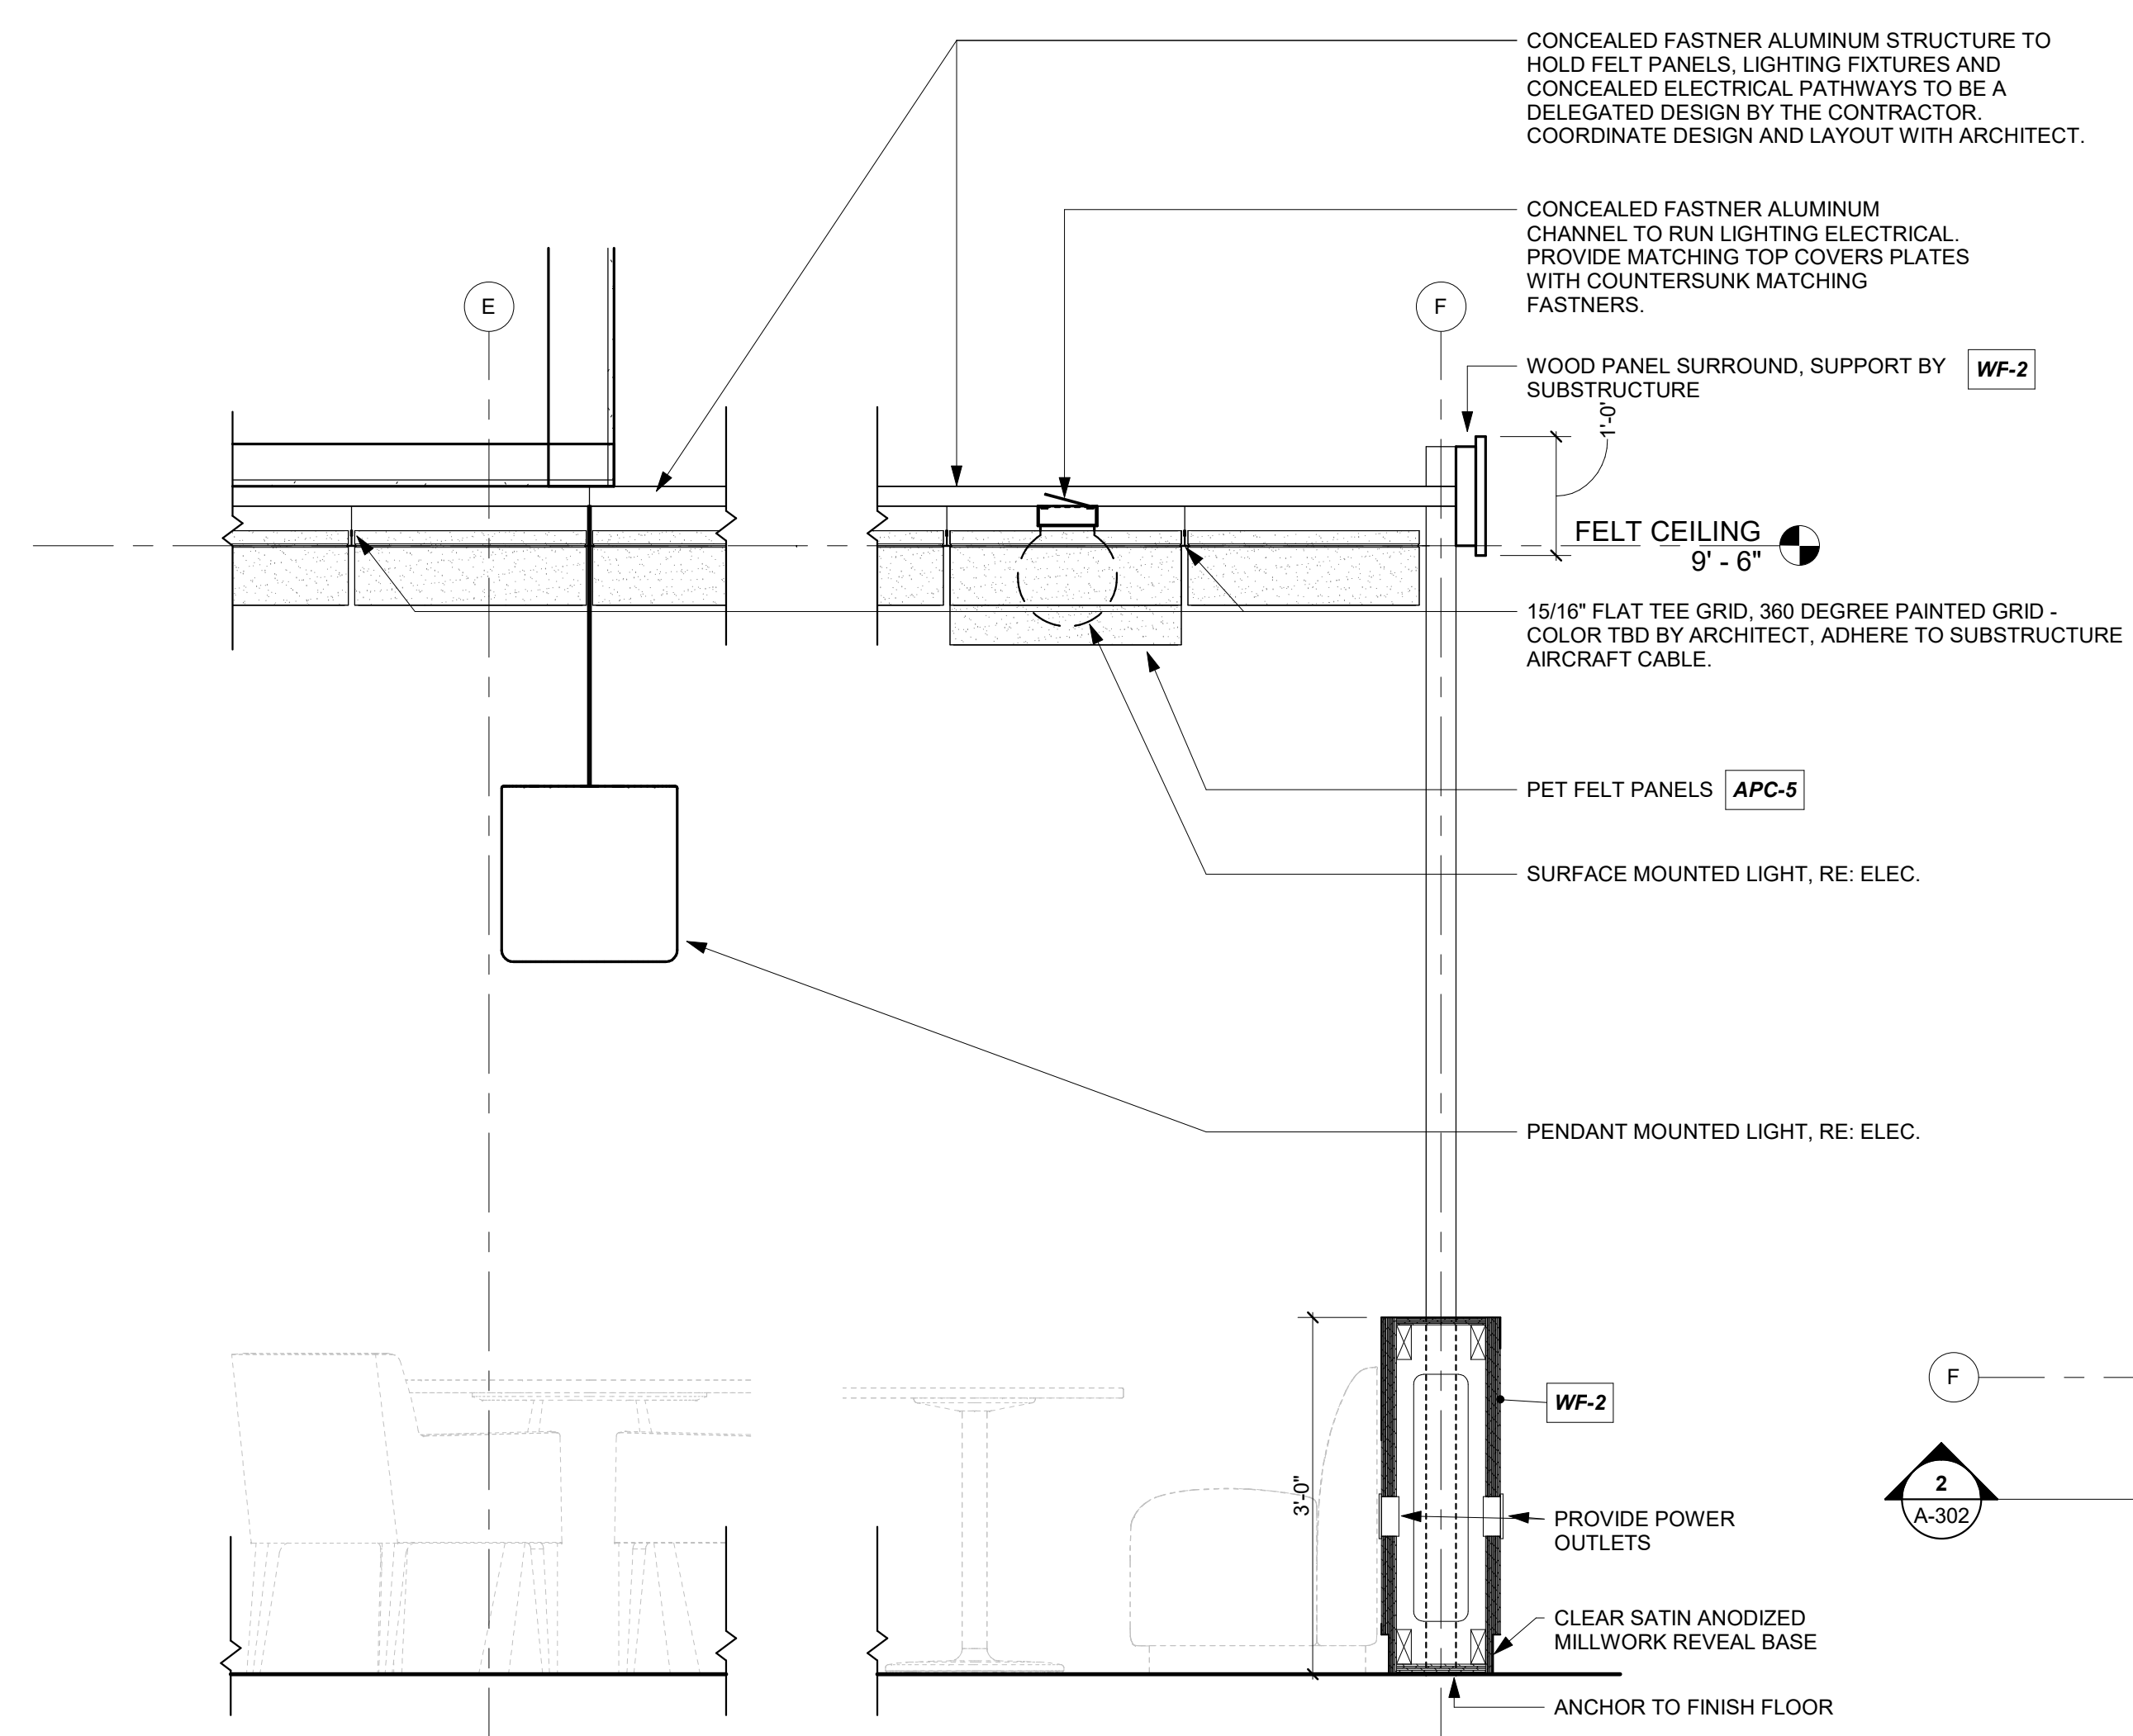 CONCEALED FASTNER ALUMINUM STRUCTURE TO
HOLD FELT PANELS, LIGHTING FIXTURES AND
CONCEALED ELECTRICAL PATHWAYS TO BE A
DELEGATED DESIGN BY THE CONTRACTOR.
COORDINATE DESIGN AND LAYOUT WITH ARCHITECT.
CONCEALED FASTNER ALUMINUM
CHANNEL TO RUN LIGHTING ELECTRICAL.
PROVIDE MATCHING TOP COVERS PLATES
WITH COUNTERSUNK MATCHING
FASTNERS.
E
F
WOOD PANEL SURROUND, SUPPORT BY
SUBSTRUCTURE
WF-2
1'-0"
FELT CEILING
9' - 6"
15/16" FLAT TEE GRID, 360 DEGREE PAINTED GRID -
COLOR TBD BY ARCHITECT, ADHERE TO SUBSTRUCTURE
AIRCRAFT CABLE.
PET FELT PANELS APC-5
SURFACE MOUNTED LIGHT, RE: ELEC.
PENDANT MOUNTED LIGHT, RE: ELEC.
F
WF-2
3'-0"
2
A-302
PROVIDE POWER
OUTLETS
CLEAR SATIN ANODIZED
MILLWORK REVEAL BASE
ANCHOR TO FINISH FLOOR